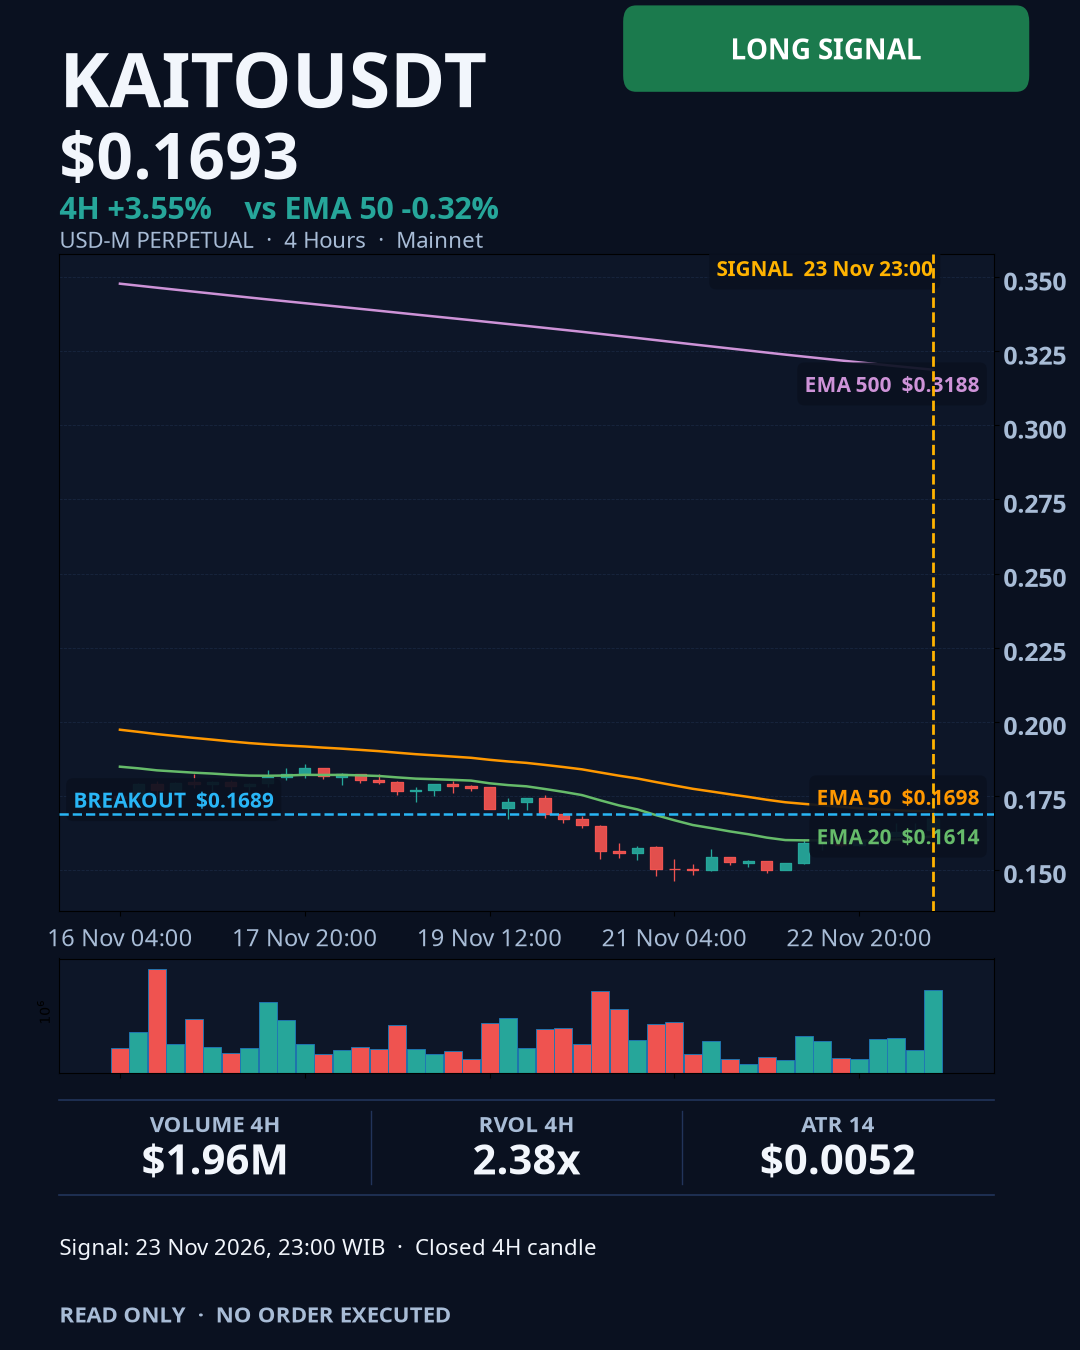 LONG SIGNAL
KAITOUSDT
$0.1693
4H +3.55% vs EMA 50 -0.32%
USD-M PERPETUAL · 4 Hours · Mainnet
SIGNAL 23 Nov 23:00
0.350
0.325
EMA 500 $0.3188
0.300
0.275
0.250
0.225
0.200
0.175
BREAKOUT $0.1689
EMA 50 $0.1698
EMA 20 $0.1614
0.150
16 Nov 04:00 17 Nov 20:00 19 Nov 12:00 21 Nov 04:00 22 Nov 20:00
10⁶
VOLUME 4H RVOL 4H ATR 14
$1.96M 2.38x $0.0052
Signal: 23 Nov 2026, 23:00 WIB · Closed 4H candle
READ ONLY · NO ORDER EXECUTED